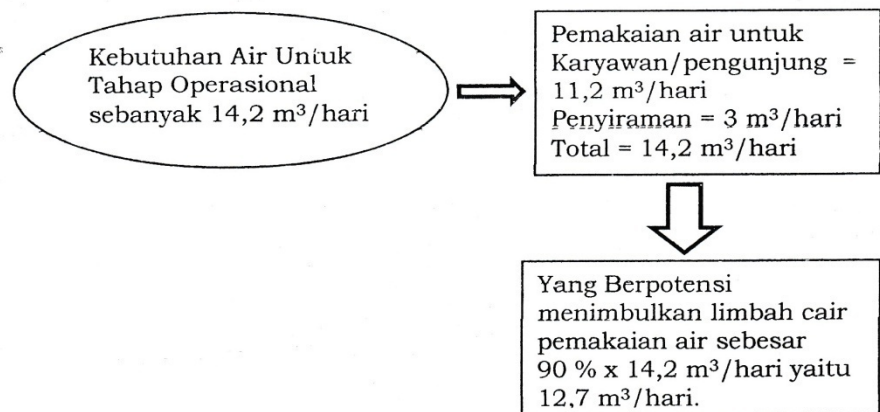 Kebutuhan Air Untuk
Tahap Operasional
sebanyak 14,2 m³/hari
Pemakaian air untuk
Karyawan/pengunjung =
11,2 m³/hari
Penyiraman = 3 m³/hari
Total = 14,2 m³/hari
Yang Berpotensi
menimbulkan limbah cair
pemakaian air sebesar
90 % x 14,2 m³/hari yaitu
12,7 m³/hari.